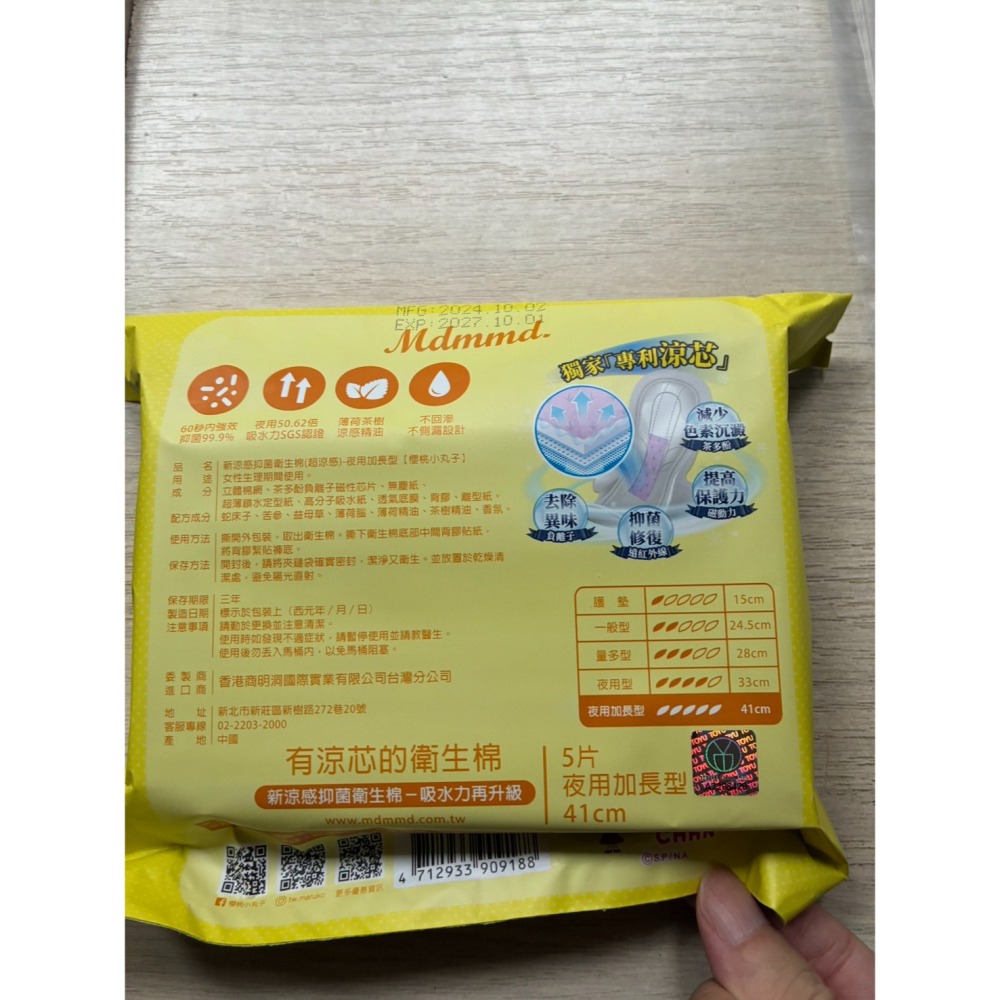 MFG:2024.10.02
EXP:2027.10.01
Mdmmd.
獨家「專利涼芯」
60秒內強效
抑菌99.9%
夜用50.62倍
吸水力SGS認證
薄荷茶樹
涼感精油
不回滲
不側漏設計
減少
色素沉澱
茶多酚
提高
保護力
磁動力
抑菌
修復
遠紅外線
去除
異味
負離子
品名 新涼感抑菌衛生棉(超涼感)-夜用加長型【櫻桃小丸子】
用途 女性生理期間使用。
成分 立體棉網、茶多酚負離子磁性芯片、無塵紙、
超薄鎖水定型紙、高分子吸水紙、透氣底膜、背膠、離型紙。
配方成分 蛇床子、苦參、益母草、薄荷腦、薄荷精油、茶樹精油、香氛。
使用方法 撕開外包裝，取出衛生棉。撕下衛生棉底部中間背膠貼紙，
將背膠緊貼褲底。
保存方法 開封後，請將夾鏈袋確實密封，潔淨又衛生。並放置於乾燥清
潔處，避免陽光直射。
保存期限 三年
製造日期 標示於包裝上（西元年/月/日）
注意事項 請勤於更換並注意清潔。
使用時如發現不適症狀，請暫停使用並請教醫生。
使用後勿丟入馬桶內，以免馬桶阻塞。
委製商
進口商 香港商明洞國際實業有限公司台灣分公司
地址 新北市新莊區新樹路272巷20號
客服專線 02-2203-2000
產地 中國
護墊 15cm
一般型 24.5cm
量多型 28cm
夜用型 33cm
夜用加長型 41cm
有涼芯的衛生棉
新涼感抑菌衛生棉－吸水力再升級
www.mdmmd.com.tw
5片
夜用加長型
41cm
TOYU
櫻桃小丸子
tw.maruko
更多優惠資訊
4 712933 909188
©S.P/N.A